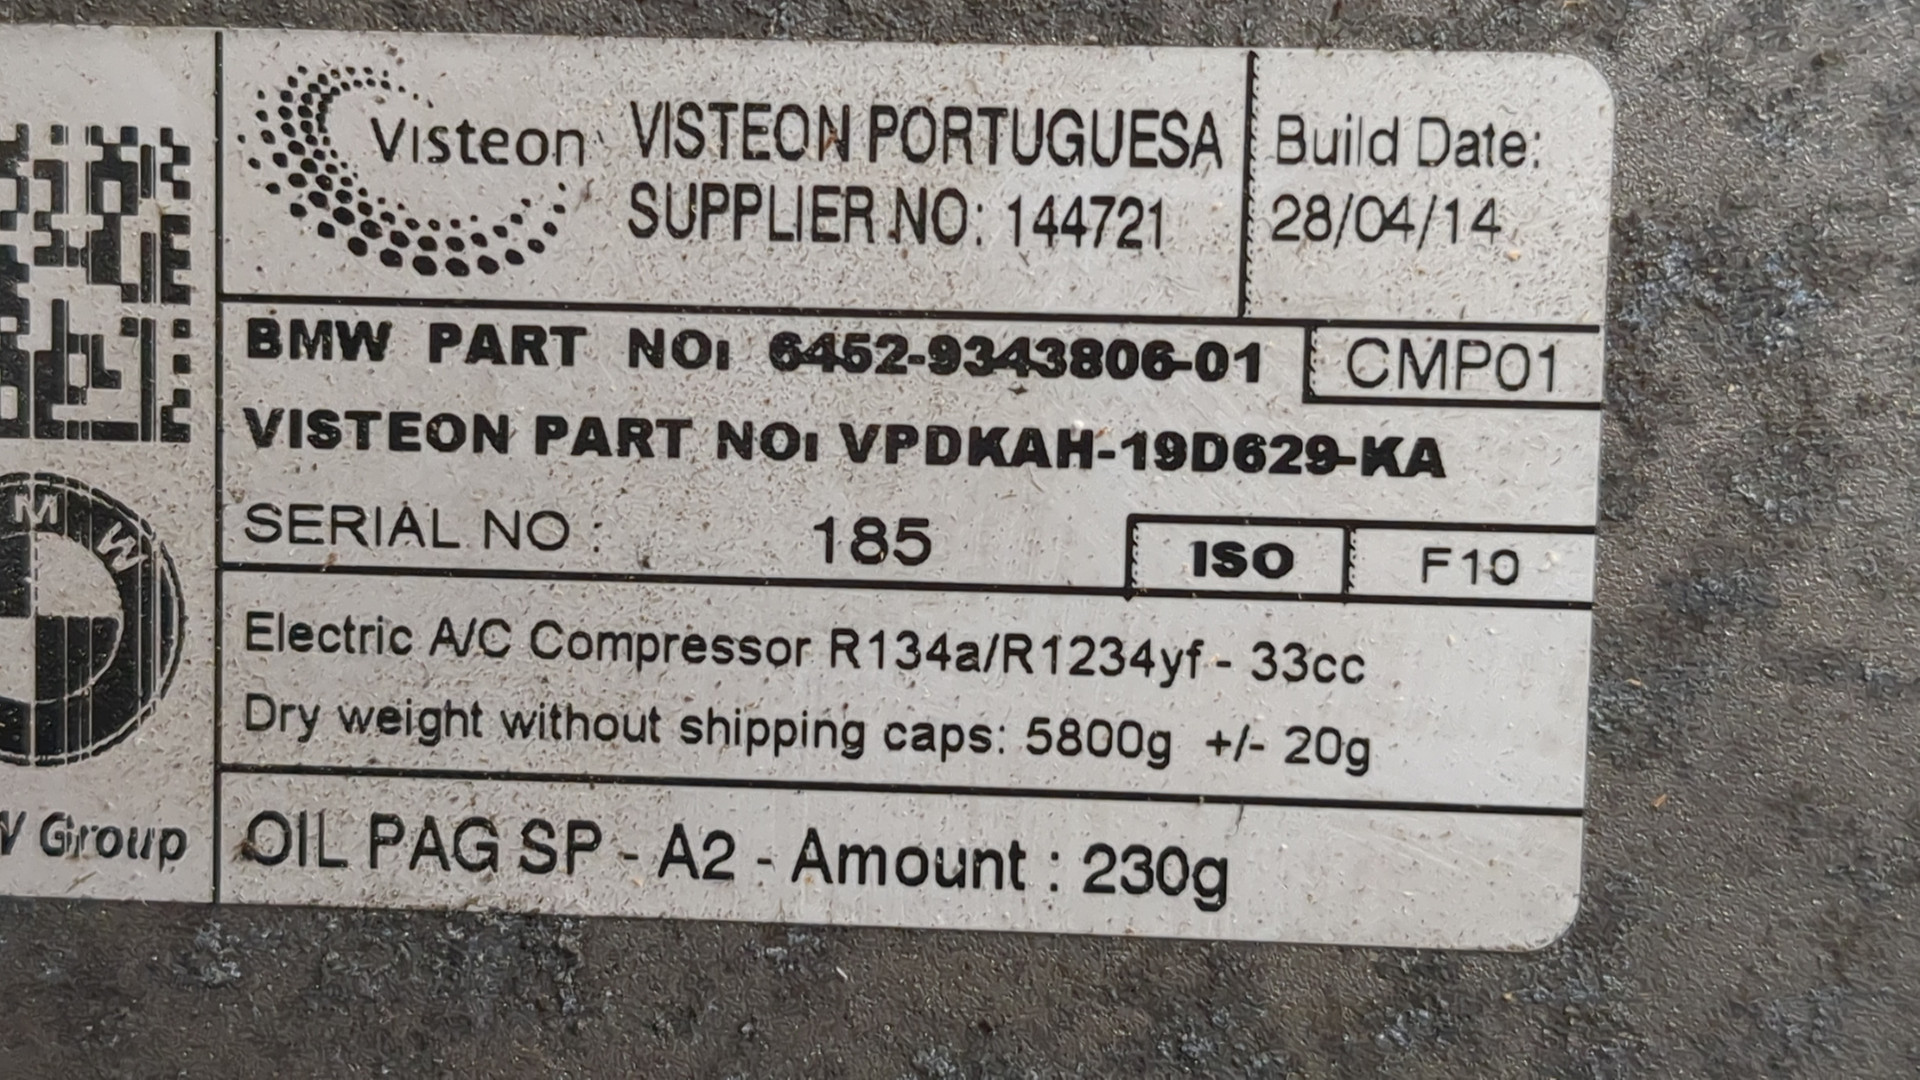 Visteon
VISTEON PORTUGUESA
SUPPLIER NO: 144721
Build Date:
28/04/14
BMW PART NO: 6452-9343806-01
CMP01
VISTEON PART NO: VPDKAH-19D629-KA
SERIAL NO : 185
ISO
F10
M W
Electric A/C Compressor R134a/R1234yf - 33cc
Dry weight without shipping caps: 5800g +/- 20g
Group
OIL PAG SP - A2 - Amount : 230g